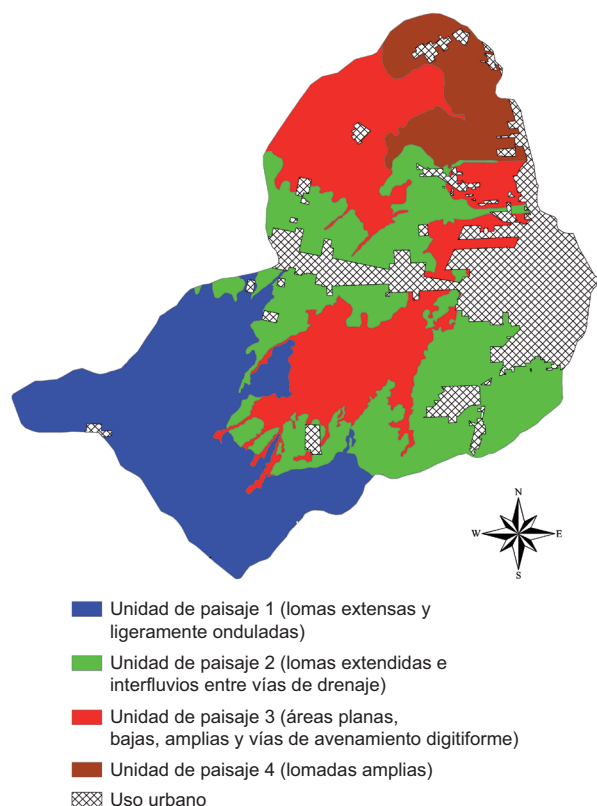 N
W E
S
Unidad de paisaje 1 (lomas extensas y
ligeramente onduladas)
Unidad de paisaje 2 (lomas extendidas e
interfluvios entre vías de drenaje)
Unidad de paisaje 3 (áreas planas,
bajas, amplias y vías de avenamiento digitiforme)
Unidad de paisaje 4 (lomadas amplias)
Uso urbano